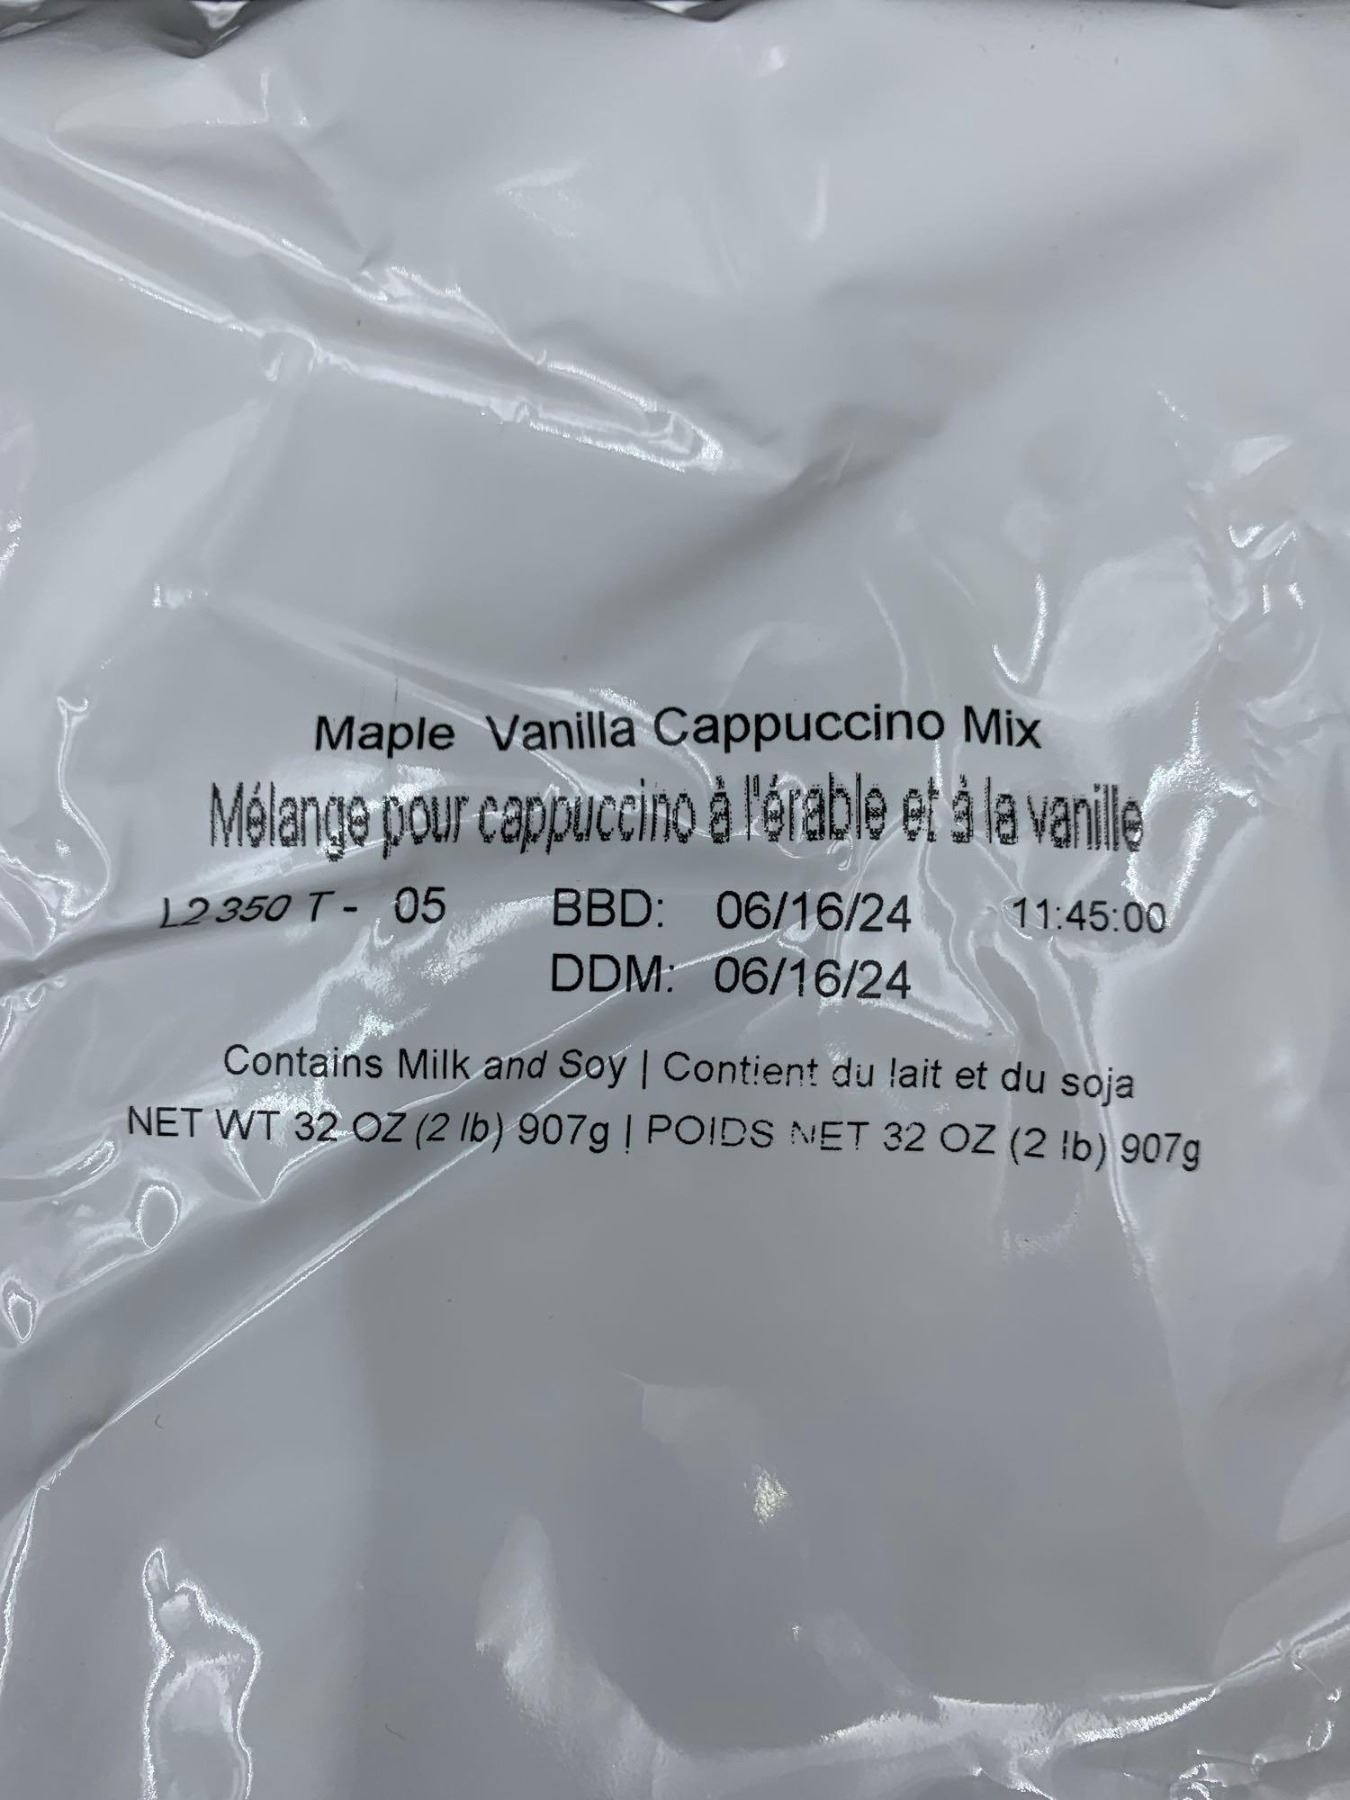 Maple Vanilla Cappuccino Mix
Mélange pour cappuccino à l'érable et à la vanille
L2350 T - 05 BBD: 06/16/24 11:45:00
DDM: 06/16/24
Contains Milk and Soy | Contient du lait et du soja
NET WT 32 OZ (2 lb) 907g | POIDS NET 32 OZ (2 lb) 907g